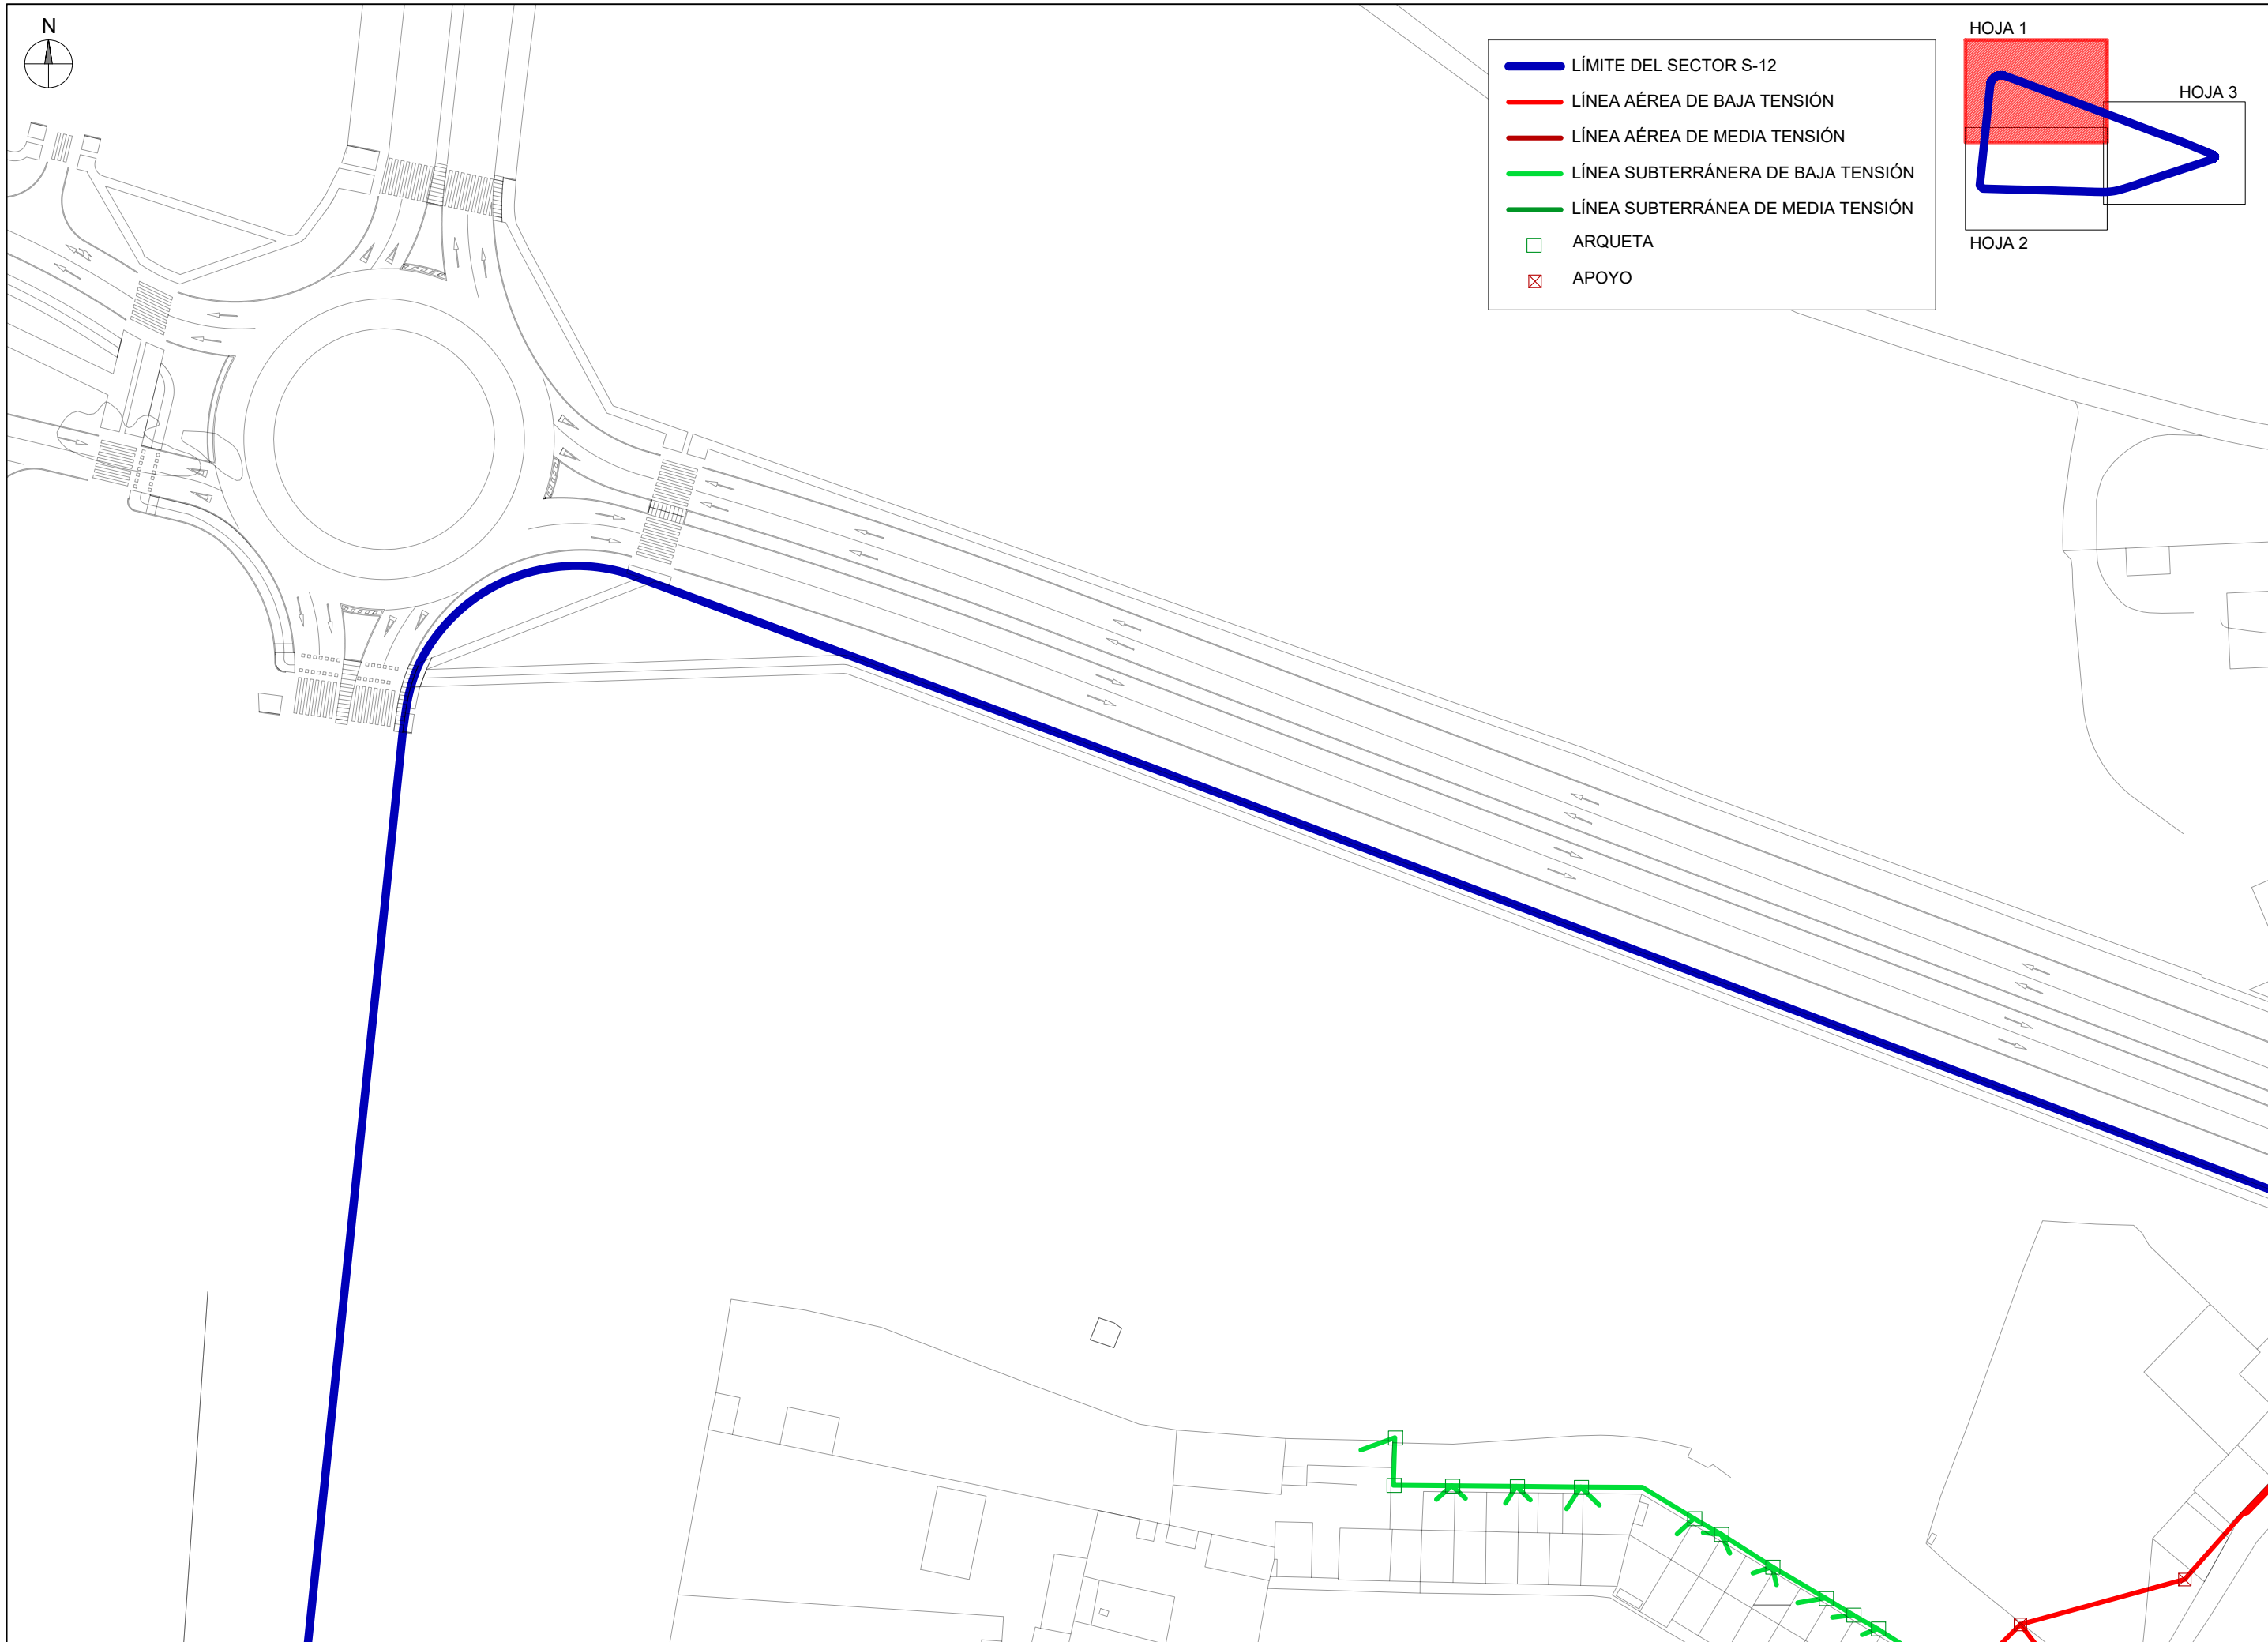 N
LÍMITE DEL SECTOR S-12
LÍNEA AÉREA DE BAJA TENSIÓN
LÍNEA AÉREA DE MEDIA TENSIÓN
LÍNEA SUBTERRÁNERA DE BAJA TENSIÓN
LÍNEA SUBTERRÁNEA DE MEDIA TENSIÓN
ARQUETA
APOYO
HOJA 1
HOJA 3
HOJA 2